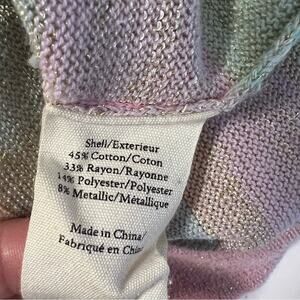 Shell/Exterieur
45% Cotton/Coton
33% Rayon/Rayonne
14% Polyester/Polyester
8% Metallic/Métallique
Made in China/
Fabriqué en Chine